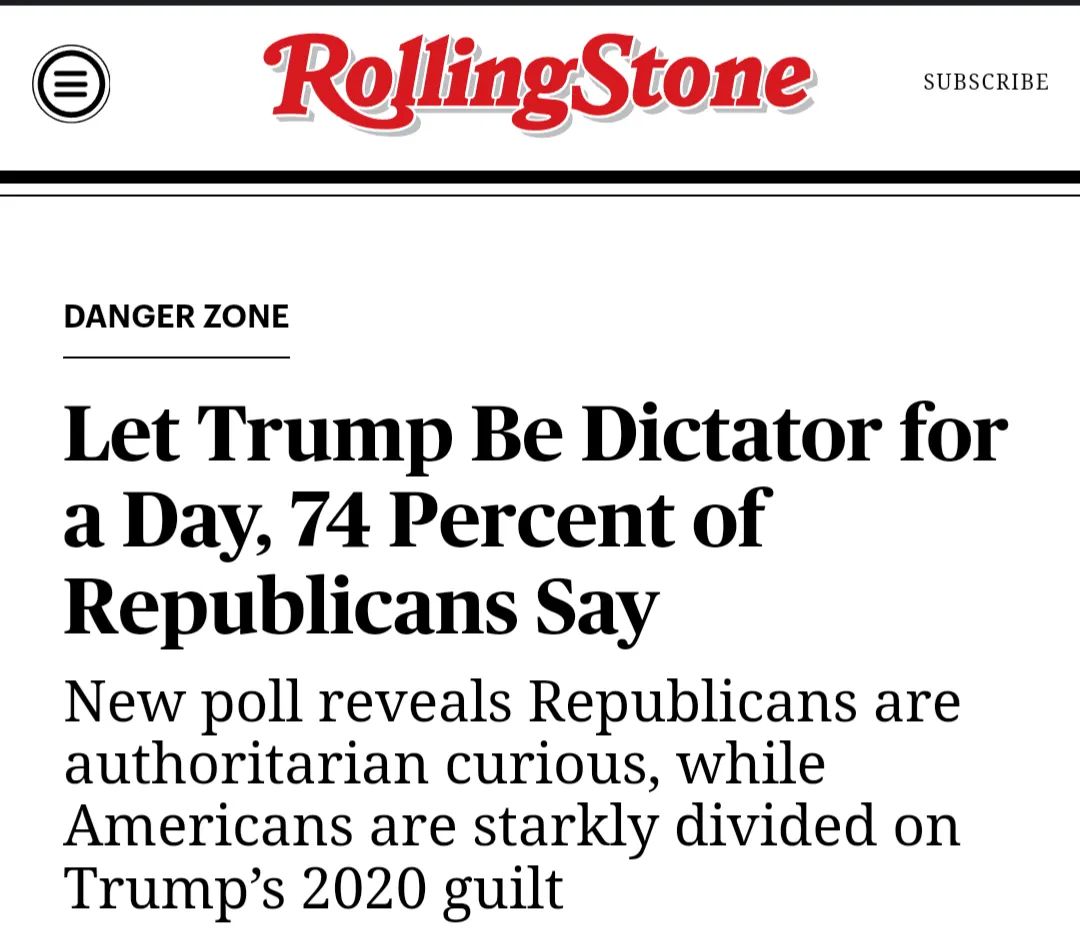 RollingStone
SUBSCRIBE
DANGER ZONE
Let Trump Be Dictator for
a Day, 74 Percent of
Republicans Say
New poll reveals Republicans are
authoritarian curious, while
Americans are starkly divided on
Trump’s 2020 guilt